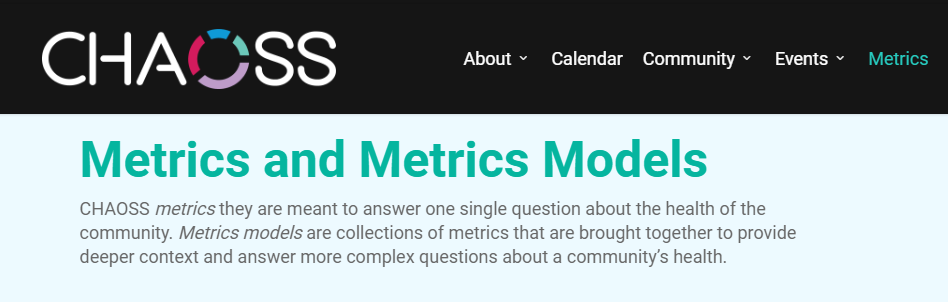 CHAOSS
About Calendar Community Events Metrics
Metrics and Metrics Models
CHAOSS metrics they are meant to answer one single question about the health of the
community. Metrics models are collections of metrics that are brought together to provide
deeper context and answer more complex questions about a community’s health.